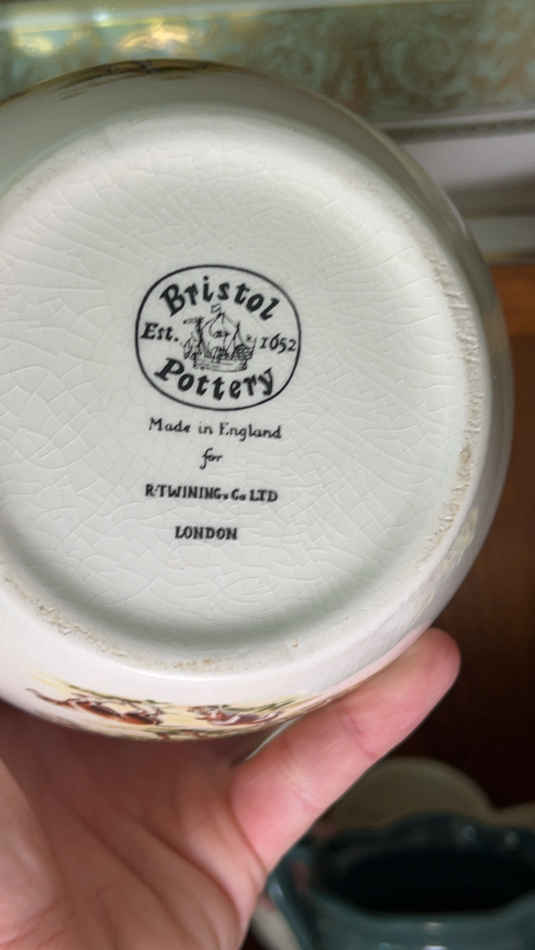 Bristol
Est. 1652
Pottery
Made in England
for
R·TWINING & Co LTD
LONDON